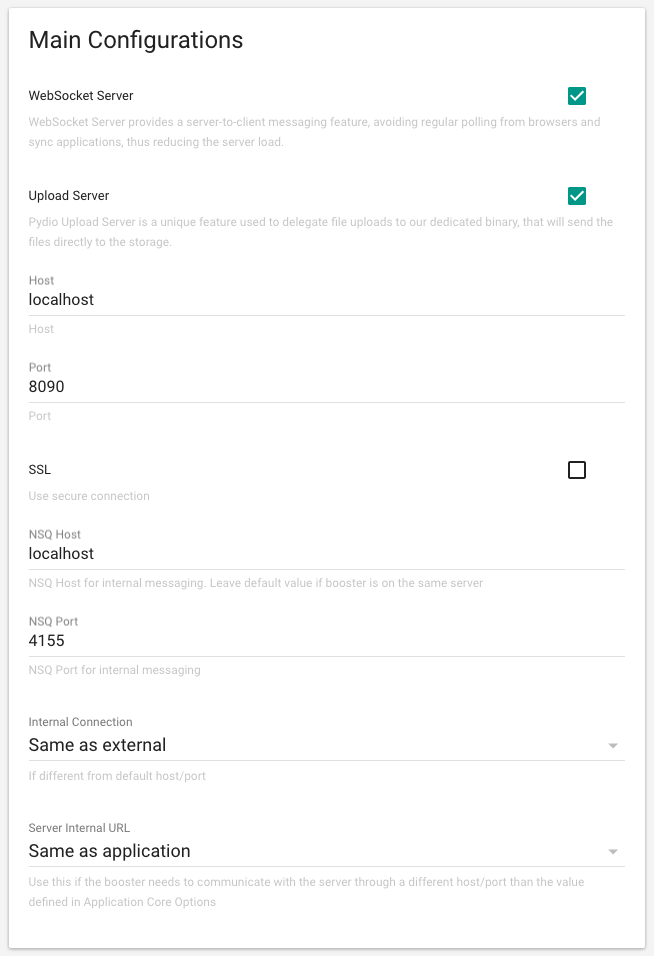 Main Configurations
WebSocket Server
WebSocket Server provides a server-to-client messaging feature, avoiding regular polling from browsers and
sync applications, thus reducing the server load.
Upload Server
Pydio Upload Server is a unique feature used to delegate file uploads to our dedicated binary, that will send the
files directly to the storage.
Host
localhost
Host
Port
8090
Port
SSL
Use secure connection
NSQ Host
localhost
NSQ Host for internal messaging. Leave default value if booster is on the same server
NSQ Port
4155
NSQ Port for internal messaging
Internal Connection
Same as external
If different from default host/port
Server Internal URL
Same as application
Use this if the booster needs to communicate with the server through a different host/port than the value
defined in Application Core Options